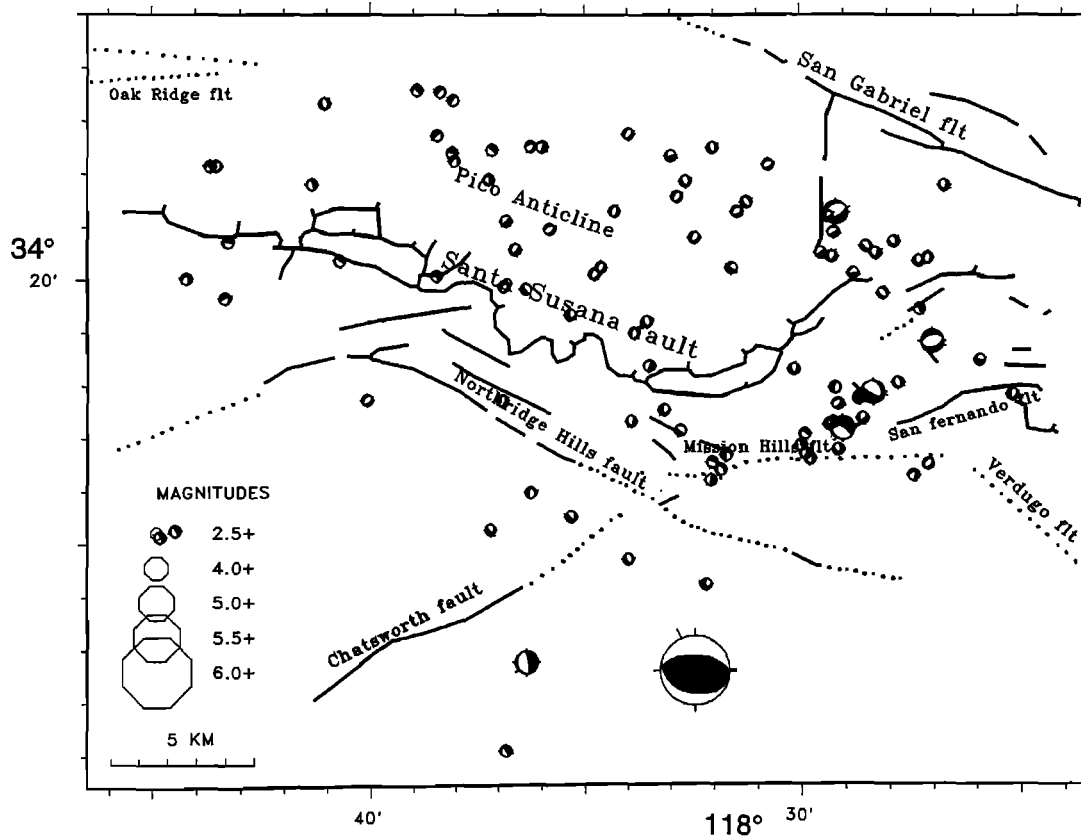 San Gabriel flt
Oak Ridge flt
Pico Anticline
34°
20'
Santa Susana fault
Northridge Hills fault
Mission Hills flt
San fernando flt
Verdugo flt
MAGNITUDES
2.5+
4.0+
5.0+
5.5+
6.0+
Chatsworth fault
5 KM
40'
118°
30'